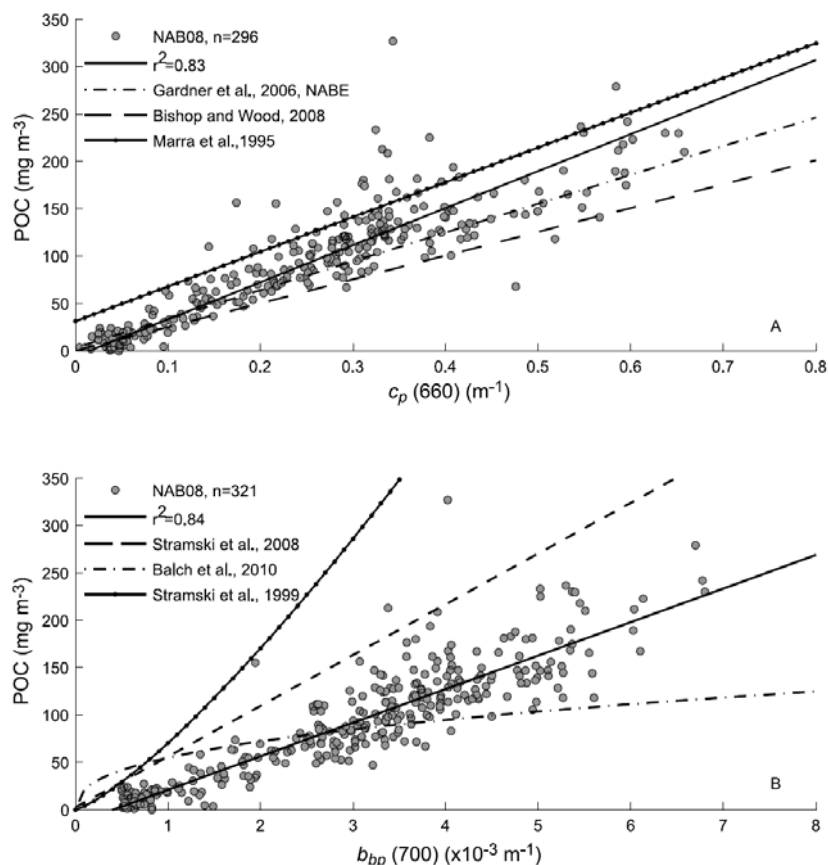 350
300
250
200
150
100
50
0
POC (mg m-3)
NAB08, n=296
r2=0.83
Gardner et al., 2006, NABE
Bishop and Wood, 2008
Marra et al.,1995
A
0 0.1 0.2 0.3 0.4 0.5 0.6 0.7 0.8
cp (660) (m-1)
350
300
250
200
150
100
50
0
POC (mg m-3)
NAB08, n=321
r2=0.84
Stramski et al., 2008
Balch et al., 2010
Stramski et al., 1999
B
0 1 2 3 4 5 6 7 8
bbp (700) (x10-3 m-1)